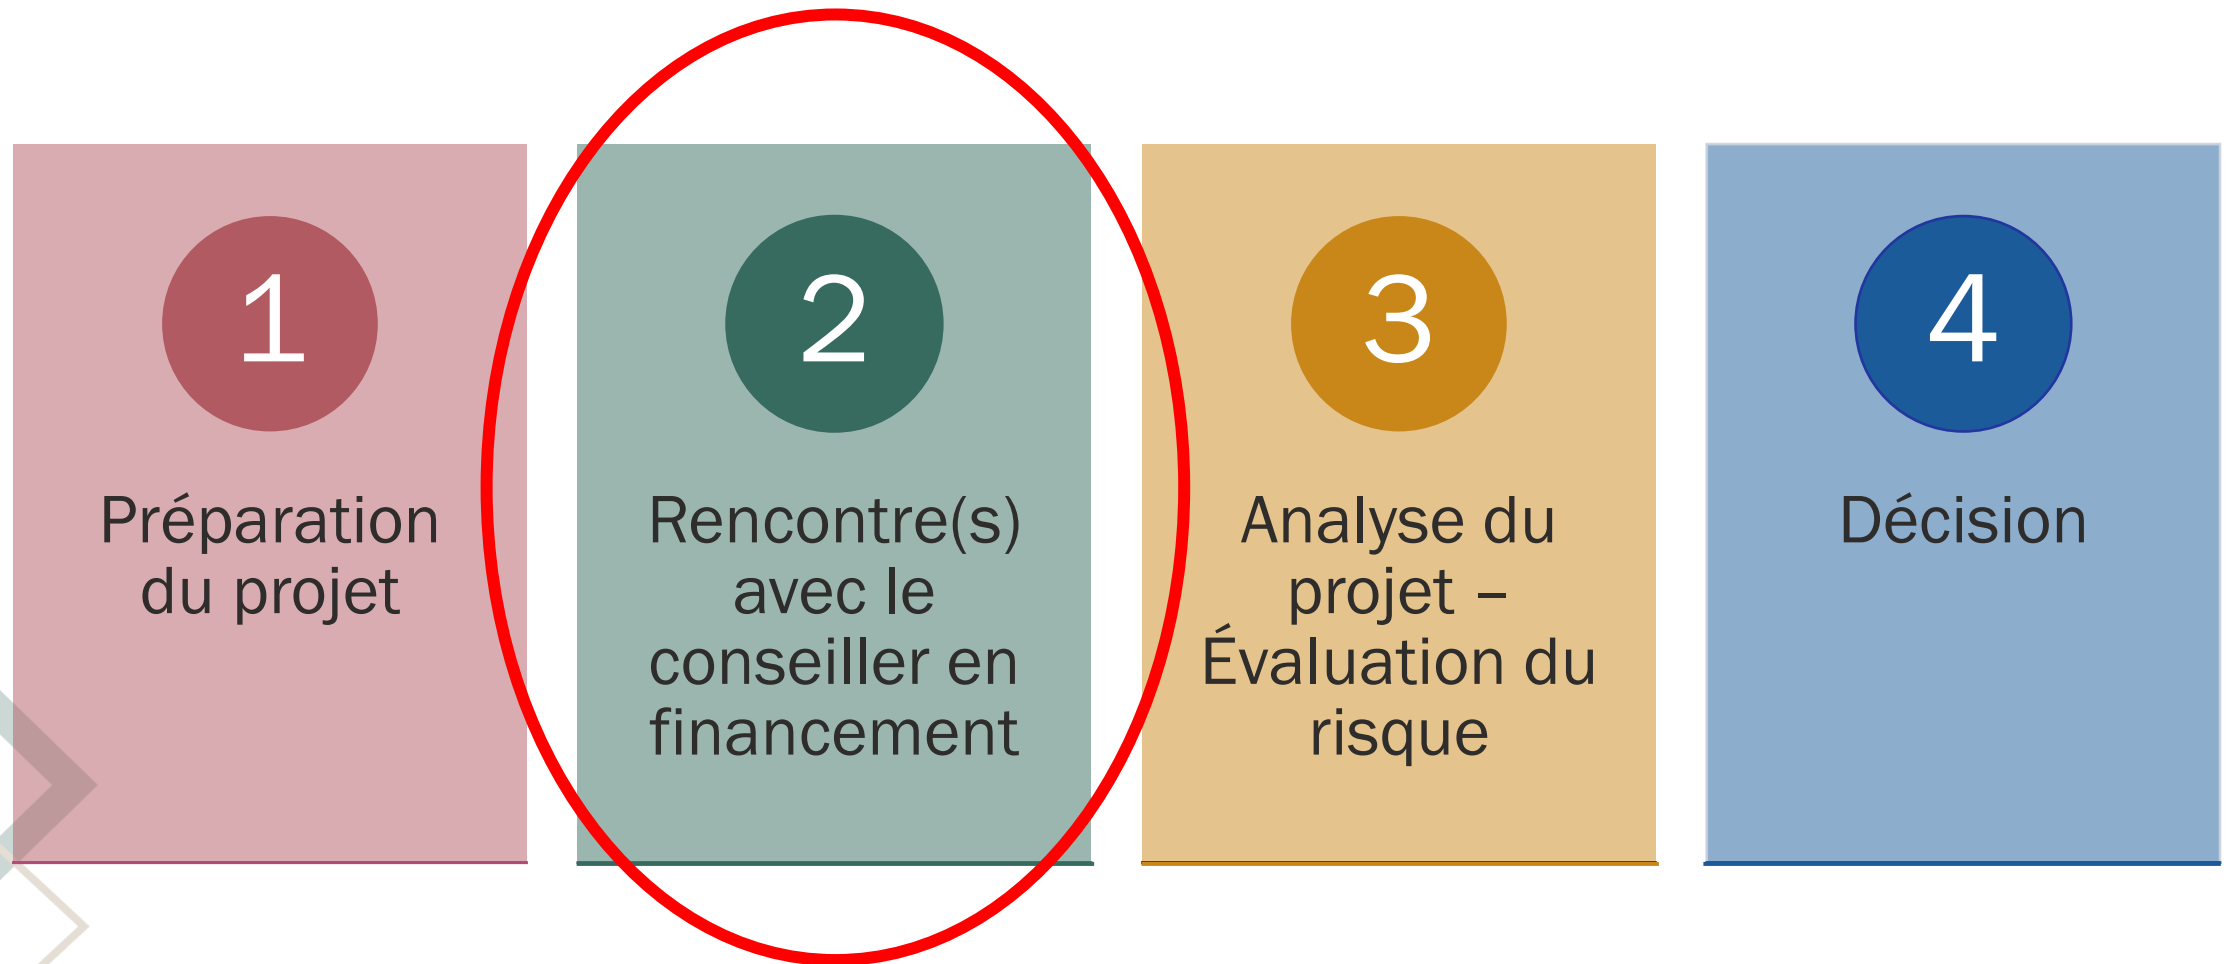 1
Préparation
du projet
2
Rencontre(s)
avec le
conseiller en
financement
3
Analyse du
projet –
Évaluation du
risque
4
Décision